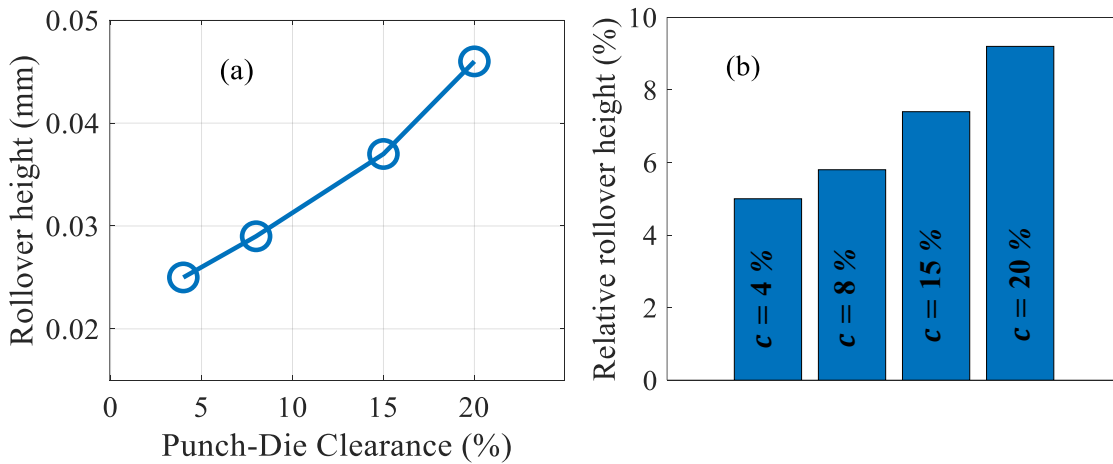 Rollover height (mm)
0.05
0.04
0.03
0.02
(a)
0 5 10 15 20
Punch-Die Clearance (%)
Relative rollover height (%)
10
8
6
4
2
0
(b)
c = 4 %
c = 8 %
c = 15 %
c = 20 %